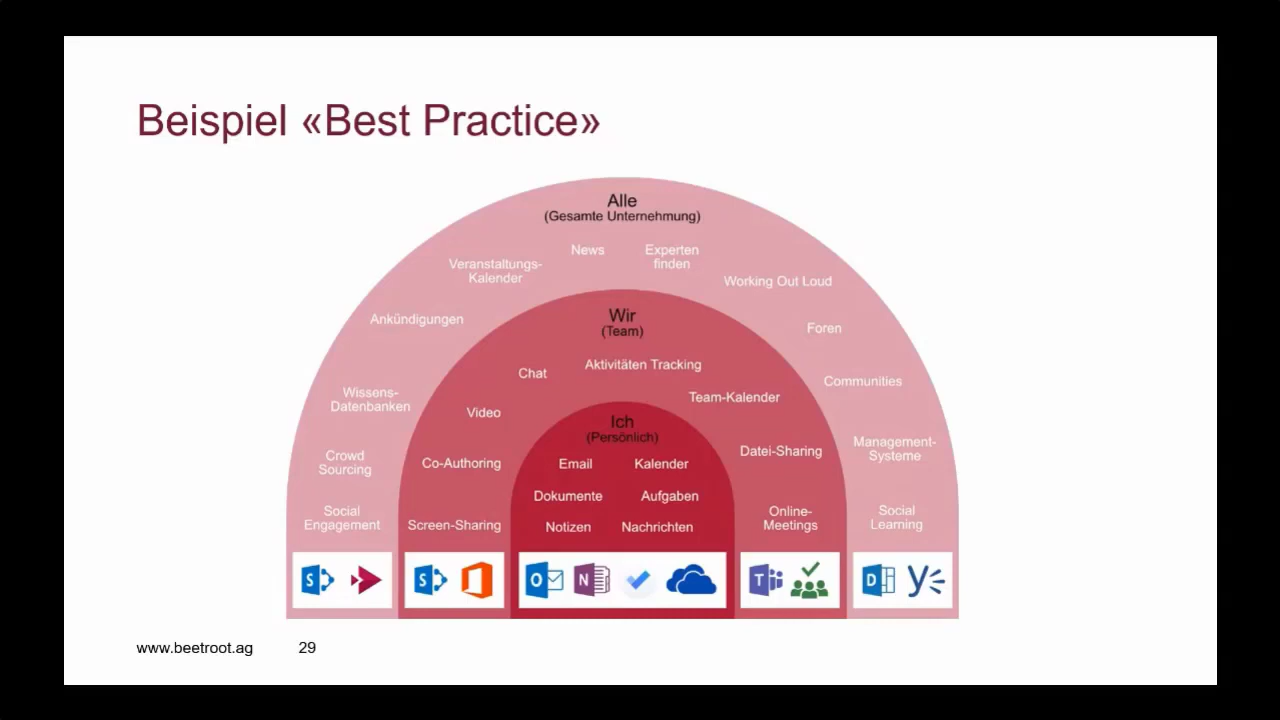 Beispiel «Best Practice»
Alle
(Gesamte Unternehmung)
News
Experten
finden
Veranstaltungs-
Kalender
Working Out Loud
Ankündigungen
Foren
Wissens-
Datenbanken
Communities
Crowd
Sourcing
Management-
Systeme
Social
Engagement
Social
Learning
Wir
(Team)
Chat
Aktivitäten Tracking
Video
Team-Kalender
Co-Authoring
Datei-Sharing
Screen-Sharing
Online-
Meetings
Ich
(Persönlich)
Email
Kalender
Dokumente
Aufgaben
Notizen
Nachrichten
S
S
O
N
T
D
www.beetroot.ag
29